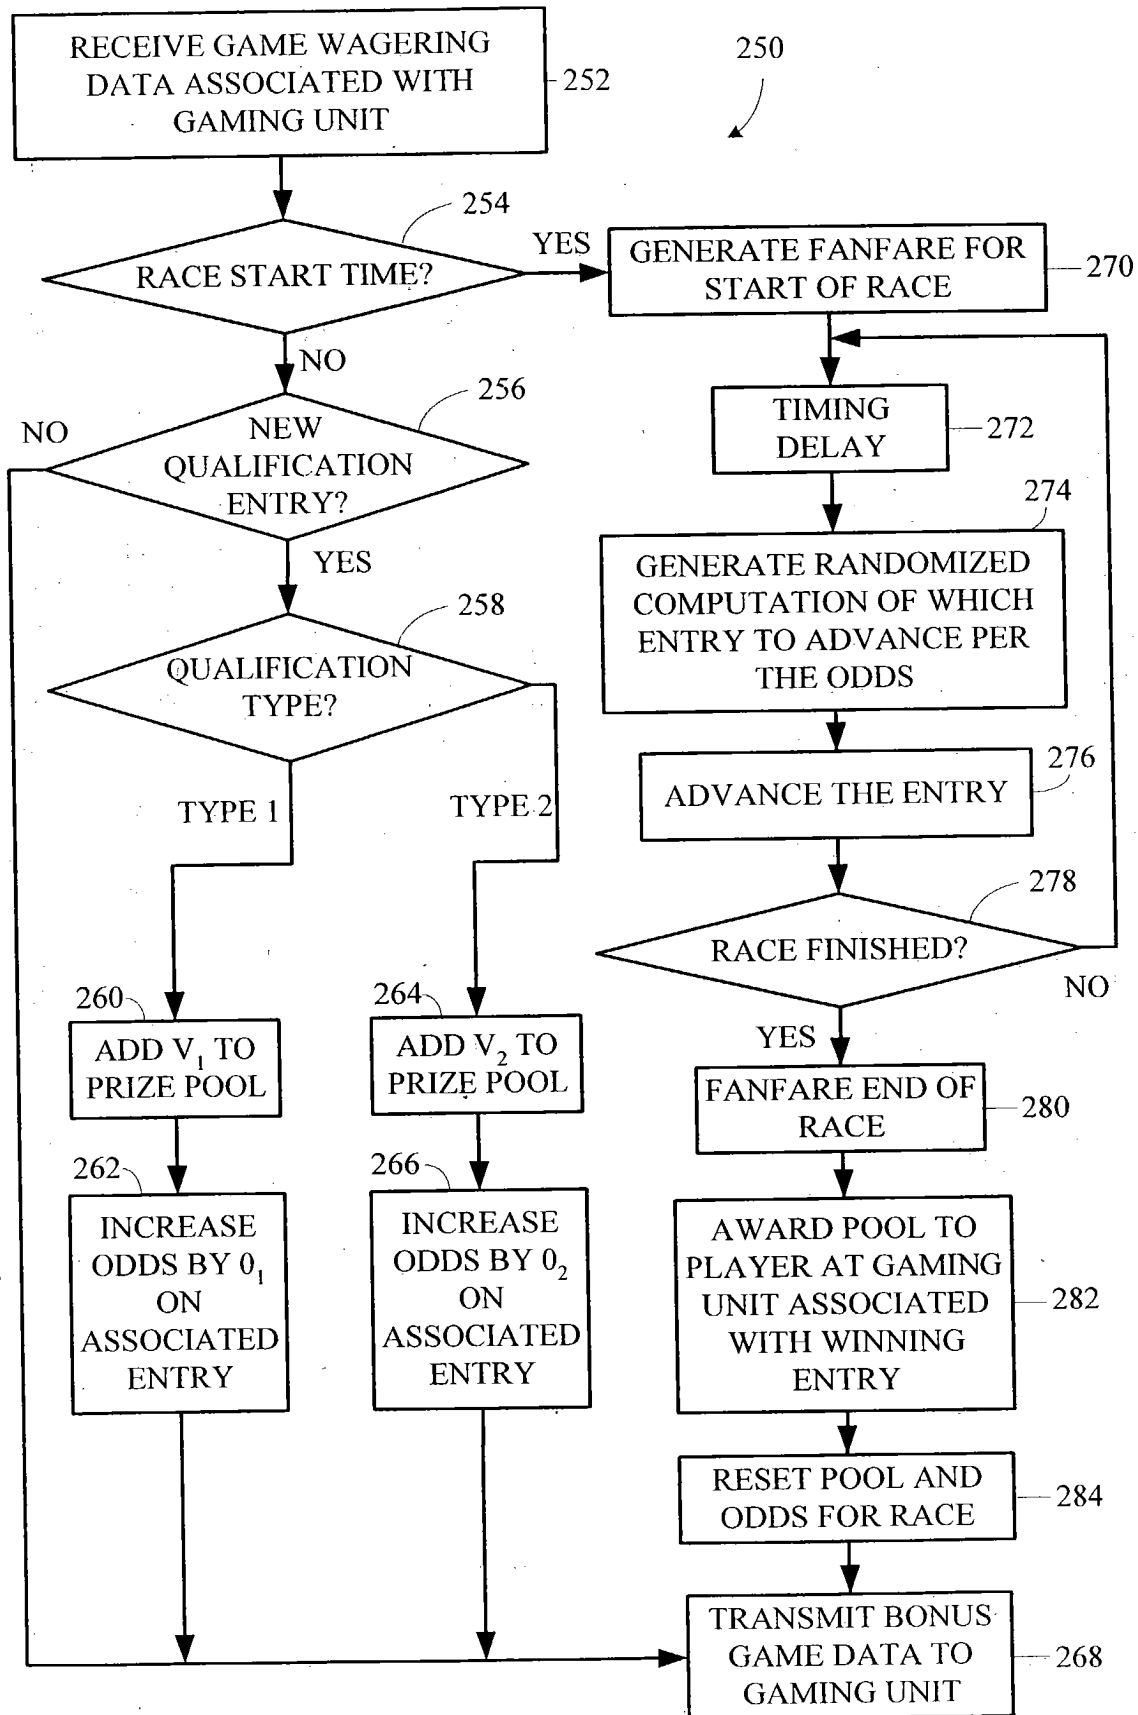 RECEIVE GAME WAGERING
DATA ASSOCIATED WITH
GAMING UNIT
252
250
254
RACE START TIME?
YES
NO
GENERATE FANFARE FOR
START OF RACE
270
256
NEW
QUALIFICATION
ENTRY?
NO
YES
TIMING
DELAY
272
274
GENERATE RANDOMIZED
COMPUTATION OF WHICH
ENTRY TO ADVANCE PER
THE ODDS
258
QUALIFICATION
TYPE?
TYPE 1
TYPE 2
276
ADVANCE THE ENTRY
278
RACE FINISHED?
NO
YES
260
ADD V1 TO
PRIZE POOL
264
ADD V2 TO
PRIZE POOL
FANFARE END OF
RACE
280
262
INCREASE
ODDS BY 01
ON
ASSOCIATED
ENTRY
266
INCREASE
ODDS BY 02
ON
ASSOCIATED
ENTRY
AWARD POOL TO
PLAYER AT GAMING
UNIT ASSOCIATED
WITH WINNING
ENTRY
282
RESET POOL AND
ODDS FOR RACE
284
TRANSMIT BONUS
GAME DATA TO
GAMING UNIT
268